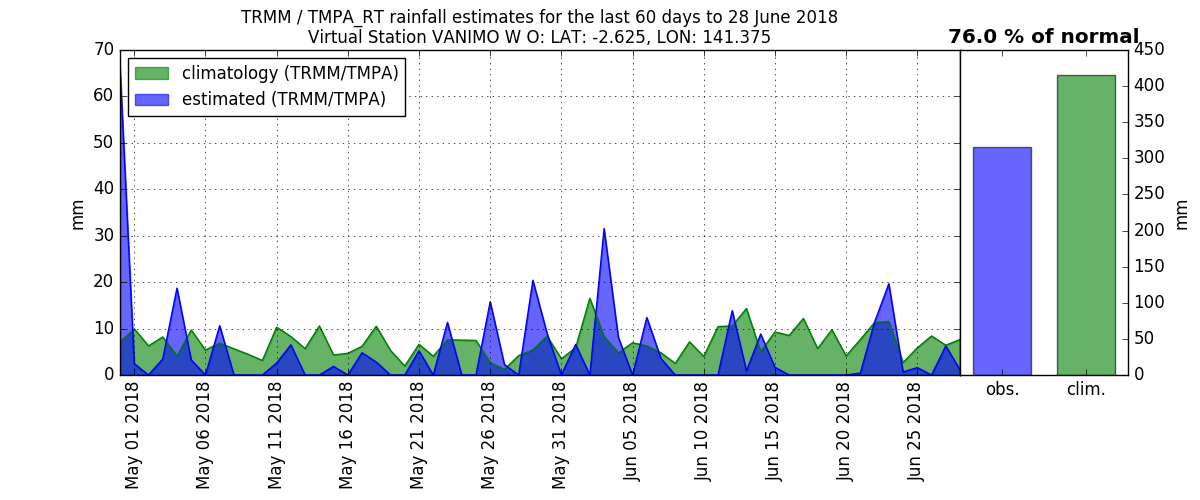 TRMM / TMPA_RT rainfall estimates for the last 60 days to 28 June 2018
Virtual Station VANIMO W O: LAT: -2.625, LON: 141.375
76.0 % of normal
climatology (TRMM/TMPA)
estimated (TRMM/TMPA)
mm
70
60
50
40
30
20
10
0
May 01 2018
May 06 2018
May 11 2018
May 16 2018
May 21 2018
May 26 2018
May 31 2018
Jun 05 2018
Jun 10 2018
Jun 15 2018
Jun 20 2018
Jun 25 2018
obs.
clim.
450
400
350
300
250
200
150
100
50
0
mm